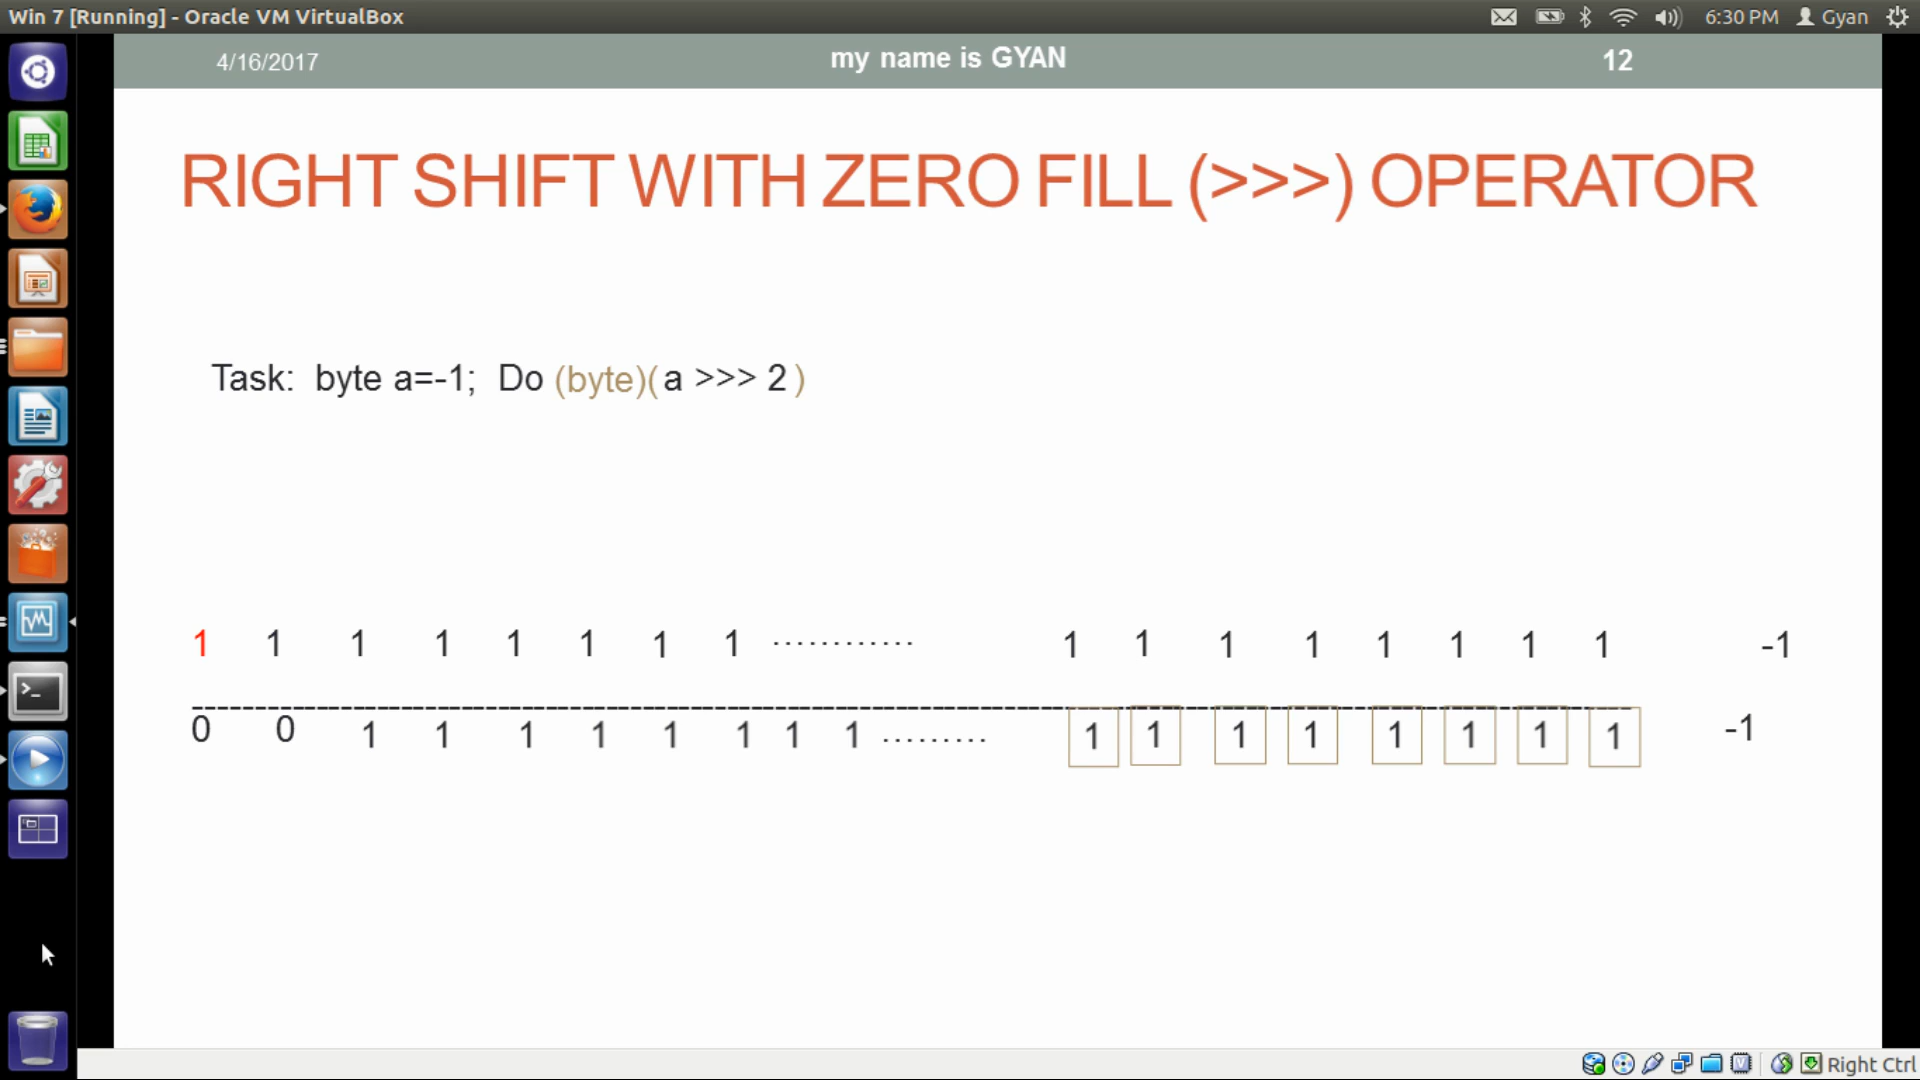 Win 7 [Running] - Oracle VM VirtualBox
6:30 PM Gyan
4/16/2017 my name is GYAN 12
RIGHT SHIFT WITH ZERO FILL (>>>) OPERATOR
Task: byte a=-1; Do (byte)( a >>> 2 )
1 1 1 1 1 1 1 1 ............ 1 1 1 1 1 1 1 1 -1
0 0 1 1 1 1 1 1 1 1 ......... 1 1 1 1 1 1 1 1 -1
Right Ctrl